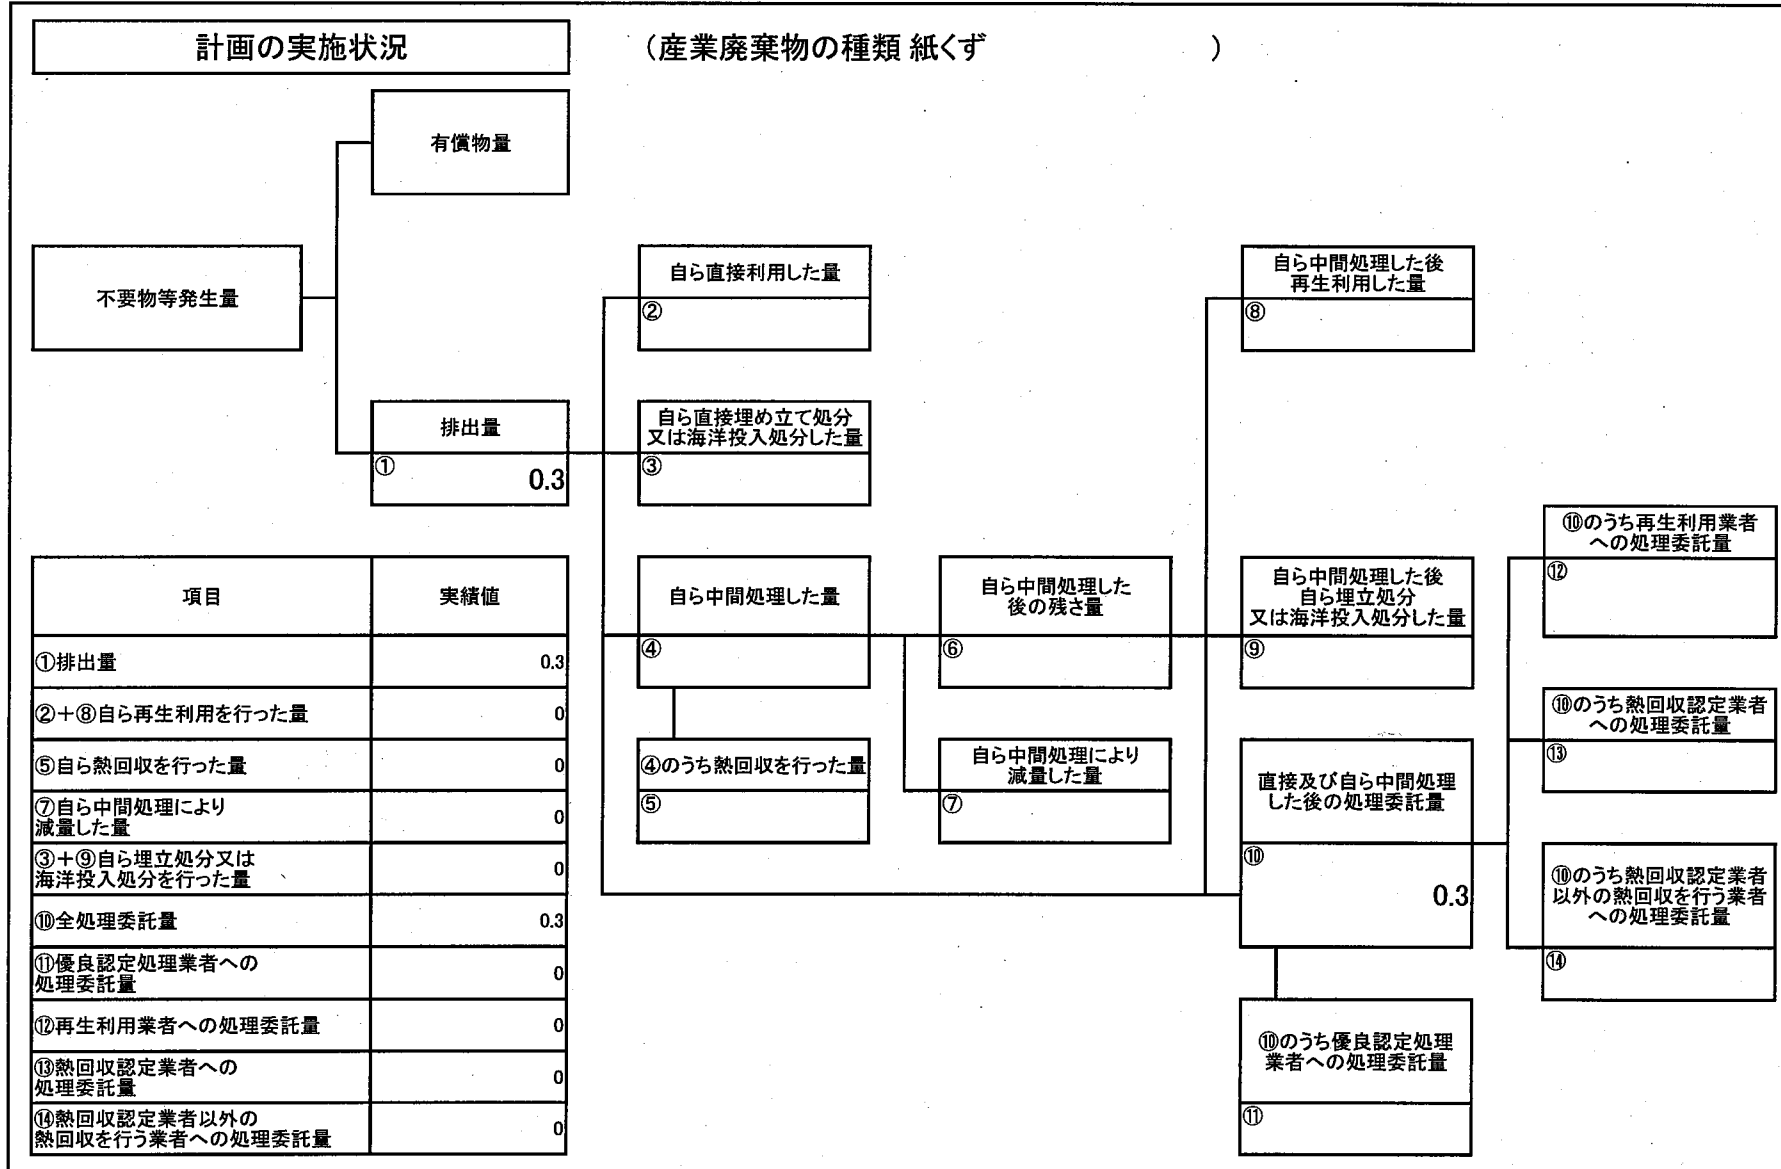 計画の実施状況
（産業廃棄物の種類 紙くず　　　　　　）
有償物量
不要物等発生量
排出量
①
0.3
自ら直接利用した量
②
自ら直接埋め立て処分
又は海洋投入処分した量
③
自ら中間処理した後
再生利用した量
⑧
自ら中間処理した量
④
自ら中間処理した
後の残さ量
⑥
自ら中間処理した後
自ら埋立処分
又は海洋投入処分した量
⑨
⑩のうち再生利用業者
への処理委託量
⑫
④のうち熱回収を行った量
⑤
自ら中間処理により
減量した量
⑦
直接及び自ら中間処理
した後の処理委託量
⑩
0.3
⑩のうち熱回収認定業者
への処理委託量
⑬
⑩のうち熱回収認定業者
以外の熱回収を行う業者
への処理委託量
⑭
⑩のうち優良認定処理
業者への処理委託量
⑪
項目 実績値
①排出量 0.3
②＋⑧自ら再生利用を行った量 0
⑤自ら熱回収を行った量 0
⑦自ら中間処理により
減量した量 0
③＋⑨自ら埋立処分又は
海洋投入処分を行った量 0
⑩全処理委託量 0.3
⑪優良認定処理業者への
処理委託量 0
⑫再生利用業者への処理委託量 0
⑬熱回収認定業者への
処理委託量 0
⑭熱回収認定業者以外の
熱回収を行う業者への処理委託量 0